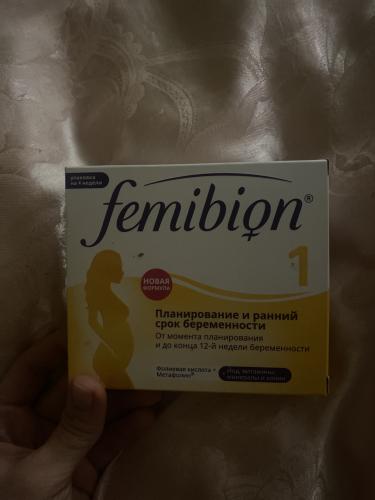 упаковка
на 4 недели
femibion®
1
НОВАЯ
ФОРМУЛА
Планирование и ранний
срок беременности
От момента планирования
и до конца 12-й недели беременности
Фолиевая кислота +
Метафолин®
+ Йод, витамины,
минералы и холин